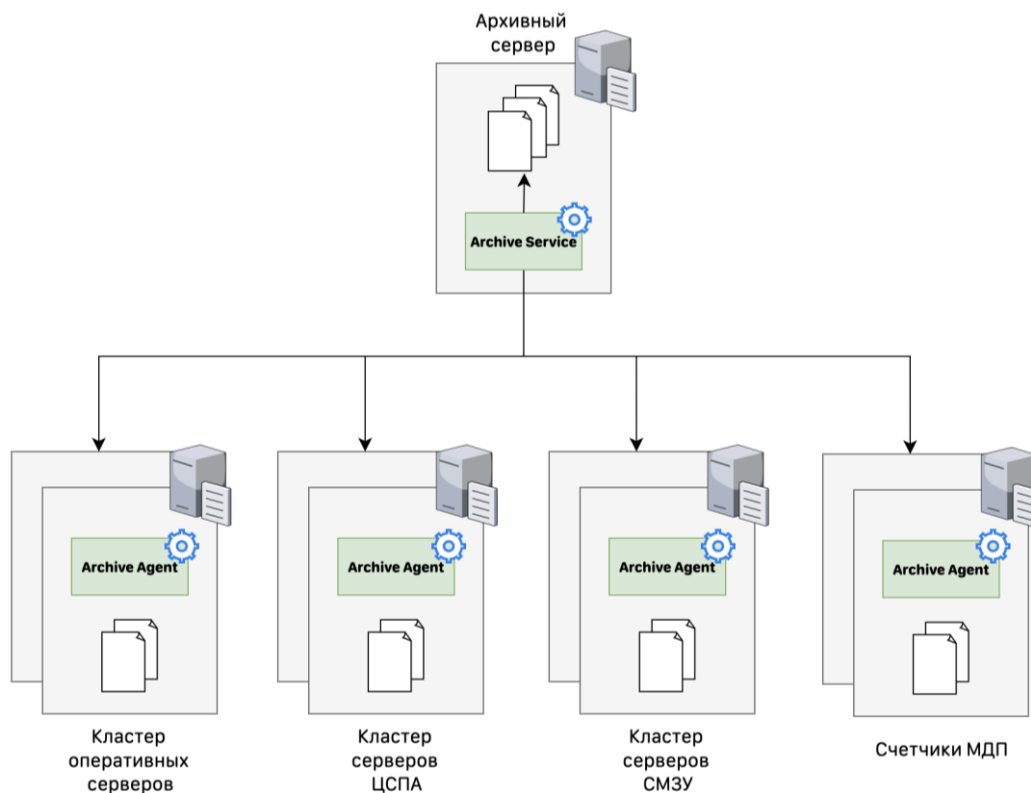 Архивный
сервер
Archive Service
Archive Agent
Archive Agent
Archive Agent
Archive Agent
Кластер
оперативных
серверов
Кластер
серверов
ЦСПА
Кластер
серверов
СМЗУ
Счетчики МДП